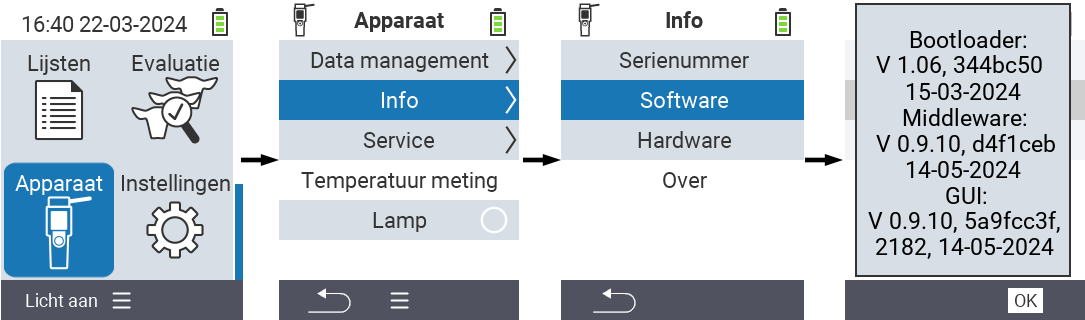 16:40 22-03-2024
Lijsten
Evaluatie
Apparaat
Instellingen
Licht aan
Apparaat
Data management
Info
Service
Temperatuur meting
Lamp
Info
Serienummer
Software
Hardware
Over
Bootloader:
V 1.06, 344bc50
15-03-2024
Middleware:
V 0.9.10, d4f1ceb
14-05-2024
GUI:
V 0.9.10, 5a9fcc3f,
2182, 14-05-2024
OK